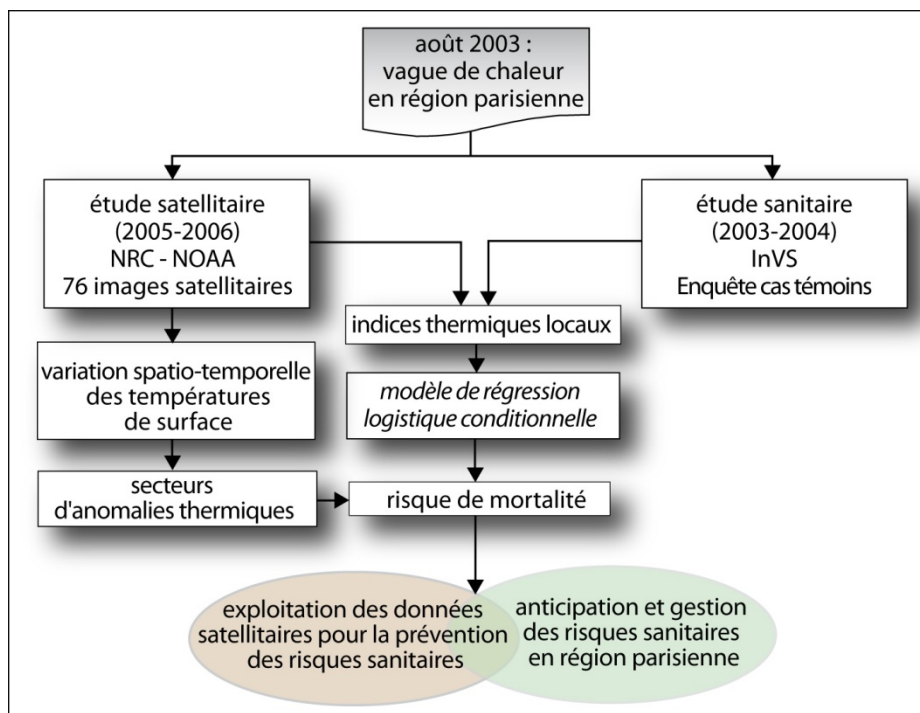 août 2003 :
vague de chaleur
en région parisienne
étude satellitaire
(2005-2006)
NRC - NOAA
76 images satellitaires
étude sanitaire
(2003-2004)
InVS
Enquête cas témoins
indices thermiques locaux
variation spatio-temporelle
des températures
de surface
modèle de régression
logistique conditionnelle
secteurs
d'anomalies thermiques
risque de mortalité
exploitation des données
satellitaires pour la prévention
des risques sanitaires
anticipation et gestion
des risques sanitaires
en région parisienne